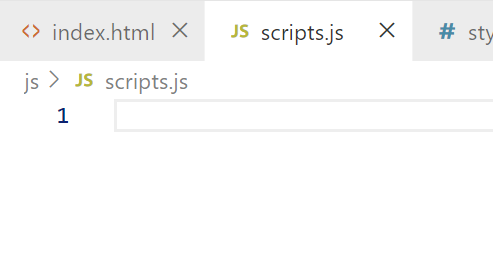 <> index.html × JS scripts.js × # sty
js > JS scripts.js
1